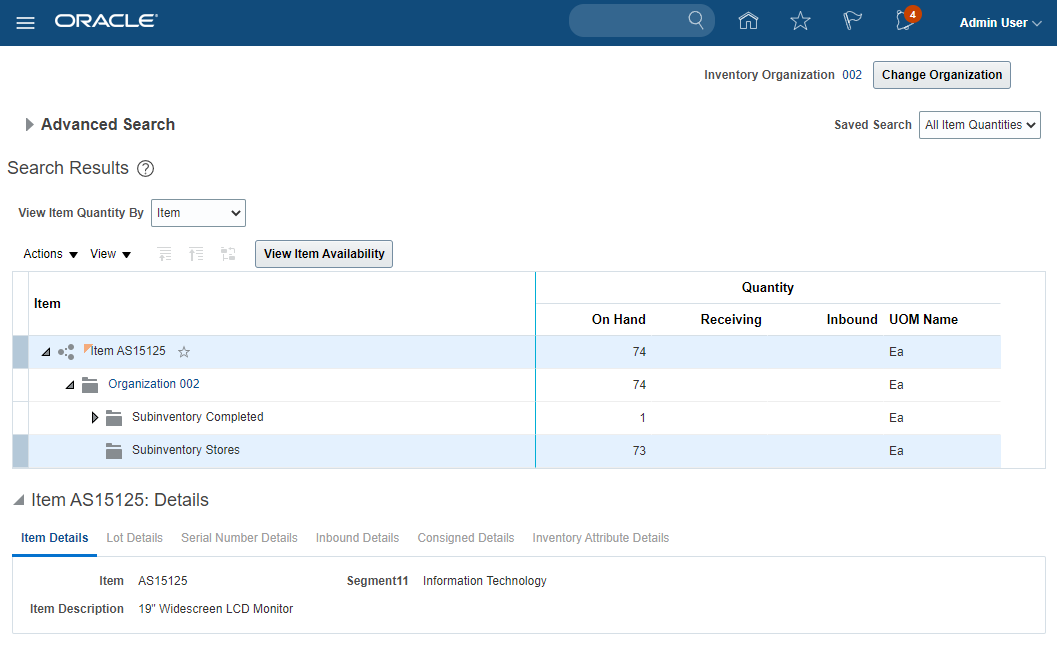 ORACLE®
4
Admin User
Inventory Organization 002 Change Organization
Advanced Search
Saved Search All Item Quantities
Search Results ?
View Item Quantity By Item
Actions View View Item Availability
Quantity
Item
On Hand Receiving Inbound UOM Name
Item AS15125 74 Ea
Organization 002 74 Ea
Subinventory Completed 1 Ea
Subinventory Stores 73 Ea
Item AS15125: Details
Item Details Lot Details Serial Number Details Inbound Details Consigned Details Inventory Attribute Details
Item AS15125 Segment11 Information Technology
Item Description 19" Widescreen LCD Monitor